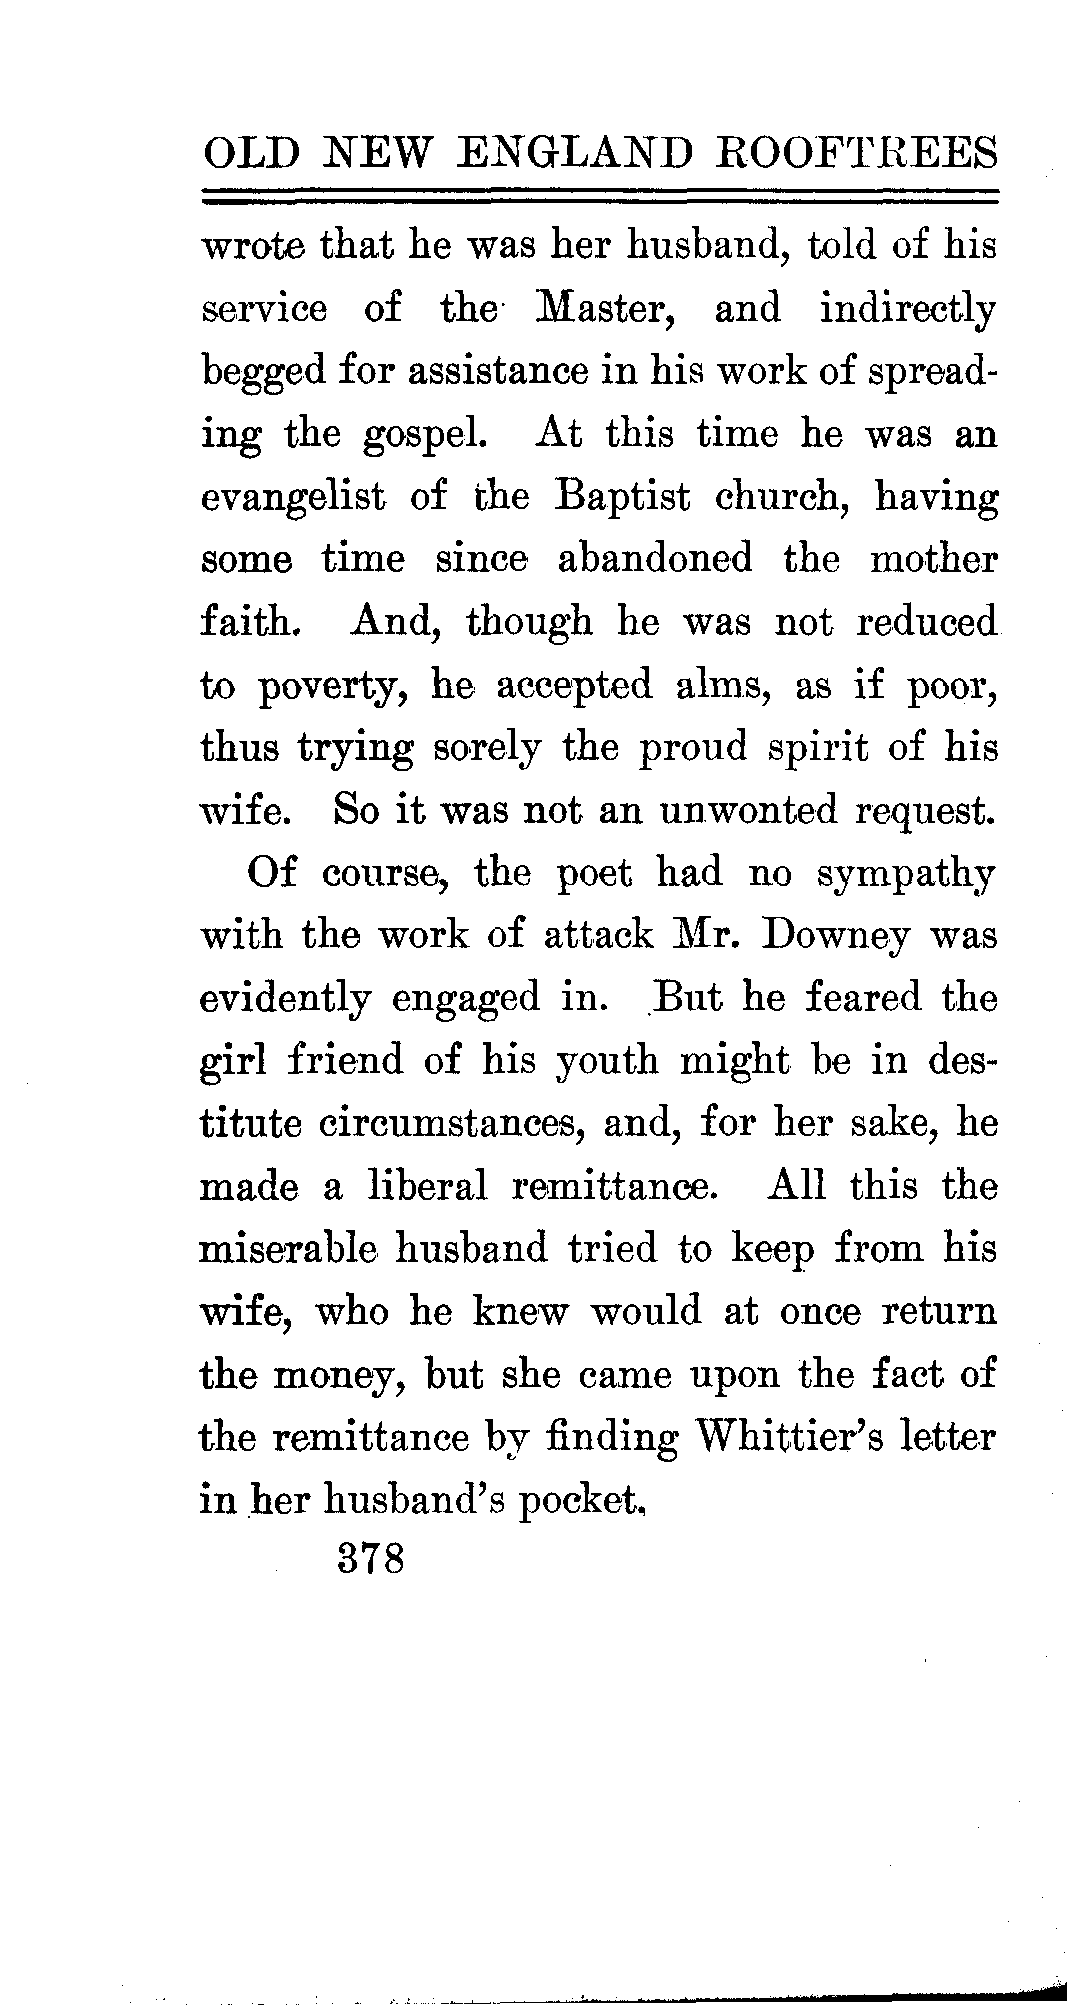 OLD NEW ENGLAND ROOFTREES
wrote that he was her husband, told of his
service of the Master, and indirectly
begged for assistance in his work of spread-
ing the gospel. At this time he was an
evangelist of the Baptist church, having
some time since abandoned the mother
faith. And, though he was not reduced
to poverty, he accepted alms, as if poor,
thus trying sorely the proud spirit of his
wife. So it was not an unwonted request.
Of course, the poet had no sympathy
with the work of attack Mr. Downey was
evidently engaged in. But he feared the
girl friend of his youth might be in des-
titute circumstances, and, for her sake, he
made a liberal remittance. All this the
miserable husband tried to keep from his
wife, who he knew would at once return
the money, but she came upon the fact of
the remittance by finding Whittier's letter
in her husband's pocket.
378